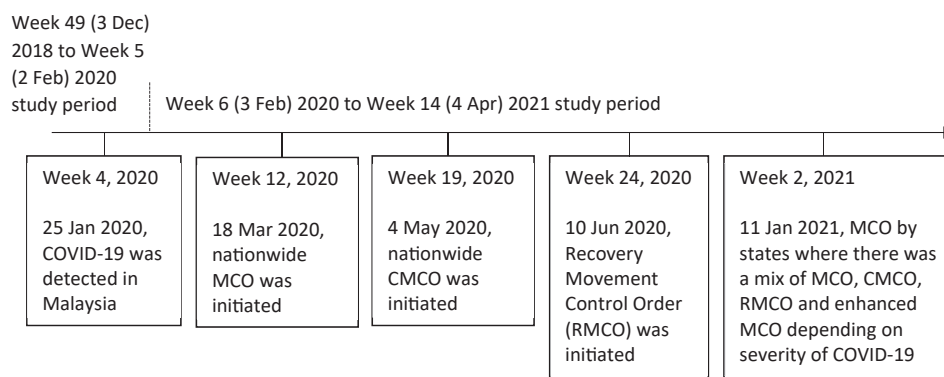 Week 49 (3 Dec)
2018 to Week 5
(2 Feb) 2020
study period
Week 6 (3 Feb) 2020 to Week 14 (4 Apr) 2021 study period
Week 4, 2020
25 Jan 2020,
COVID-19 was
detected in
Malaysia
Week 12, 2020
18 Mar 2020,
nationwide
MCO was
initiated
Week 19, 2020
4 May 2020,
nationwide
CMCO was
initiated
Week 24, 2020
10 Jun 2020,
Recovery
Movement
Control Order
(RMCO) was
initiated
Week 2, 2021
11 Jan 2021, MCO by
states where there was
a mix of MCO, CMCO,
RMCO and enhanced
MCO depending on
severity of COVID-19